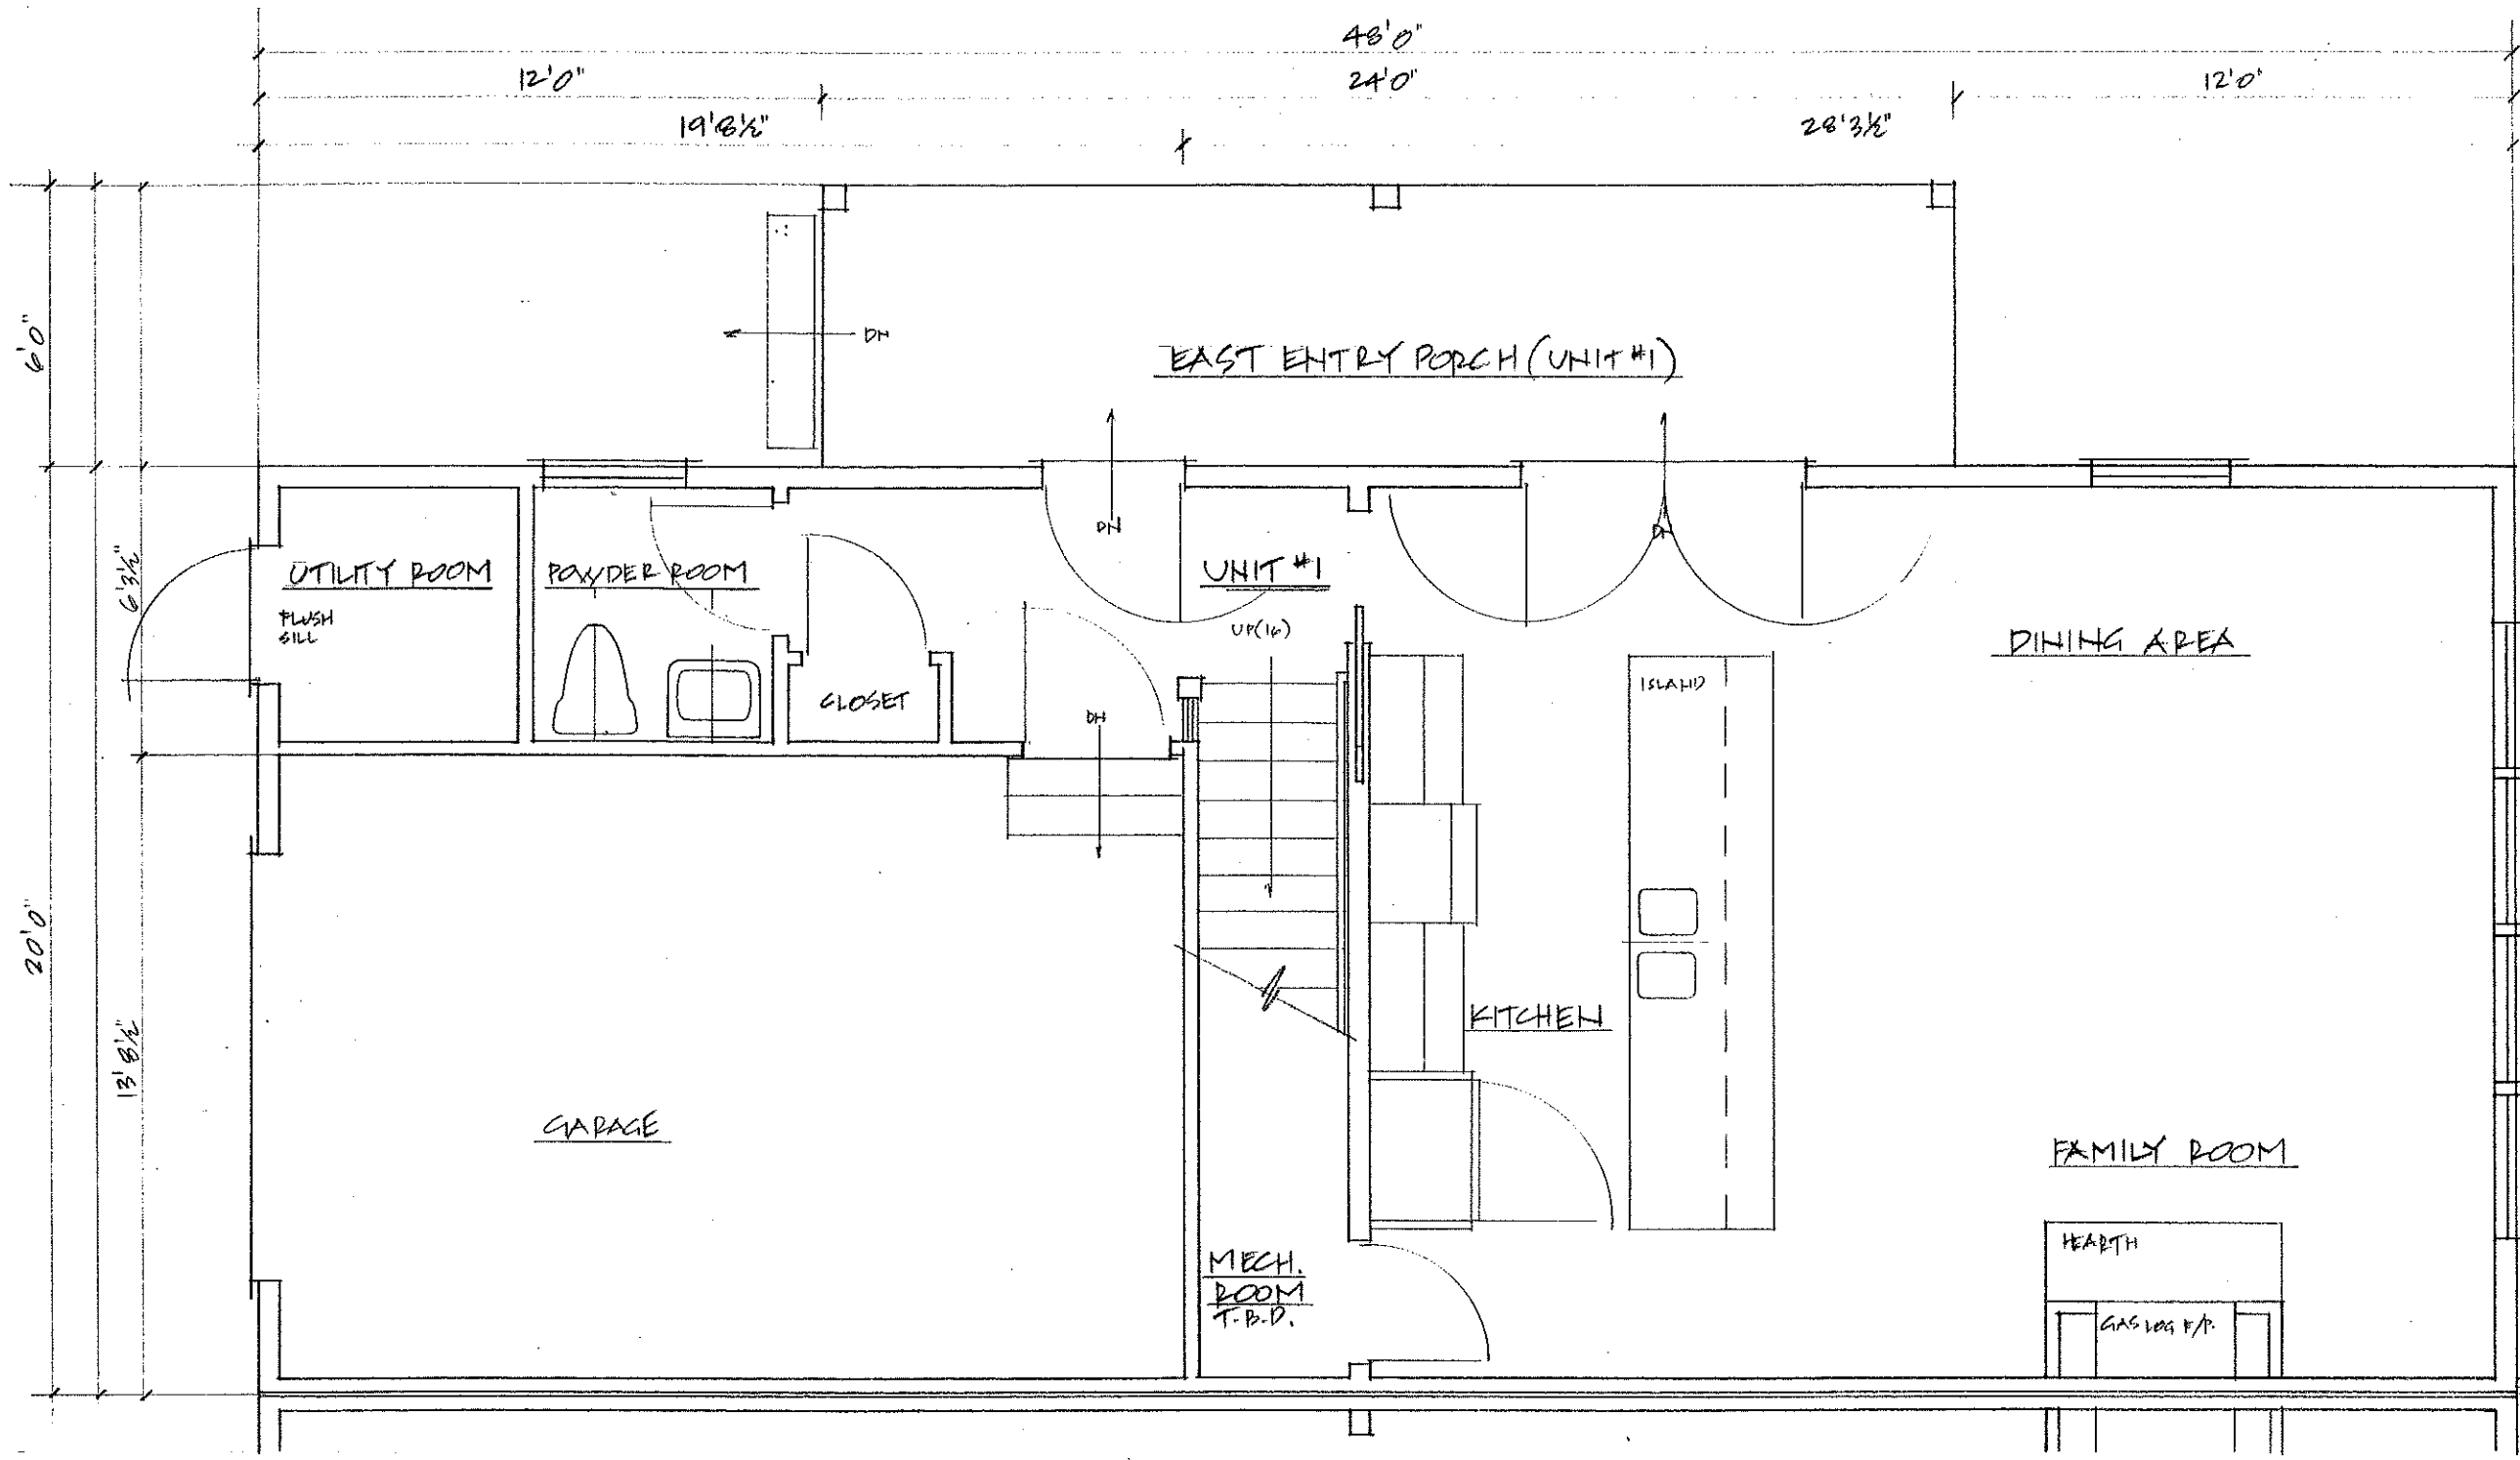 48'0"
12'0"
24'0"
12'0"
19'8½"
28'3½"
6'0"
DN
EAST ENTRY PORCH (UNIT #1)
DN
DN
6'3½"
UTILITY ROOM
FLUSH
SILL
POWDER ROOM
UNIT #1
UP(16)
DINING AREA
ISLAND
CLOSET
DN
20'0"
13'8½"
KITCHEN
GARAGE
FAMILY ROOM
HEARTH
GAS LOG F/P.
MECH.
ROOM
T.B.D.